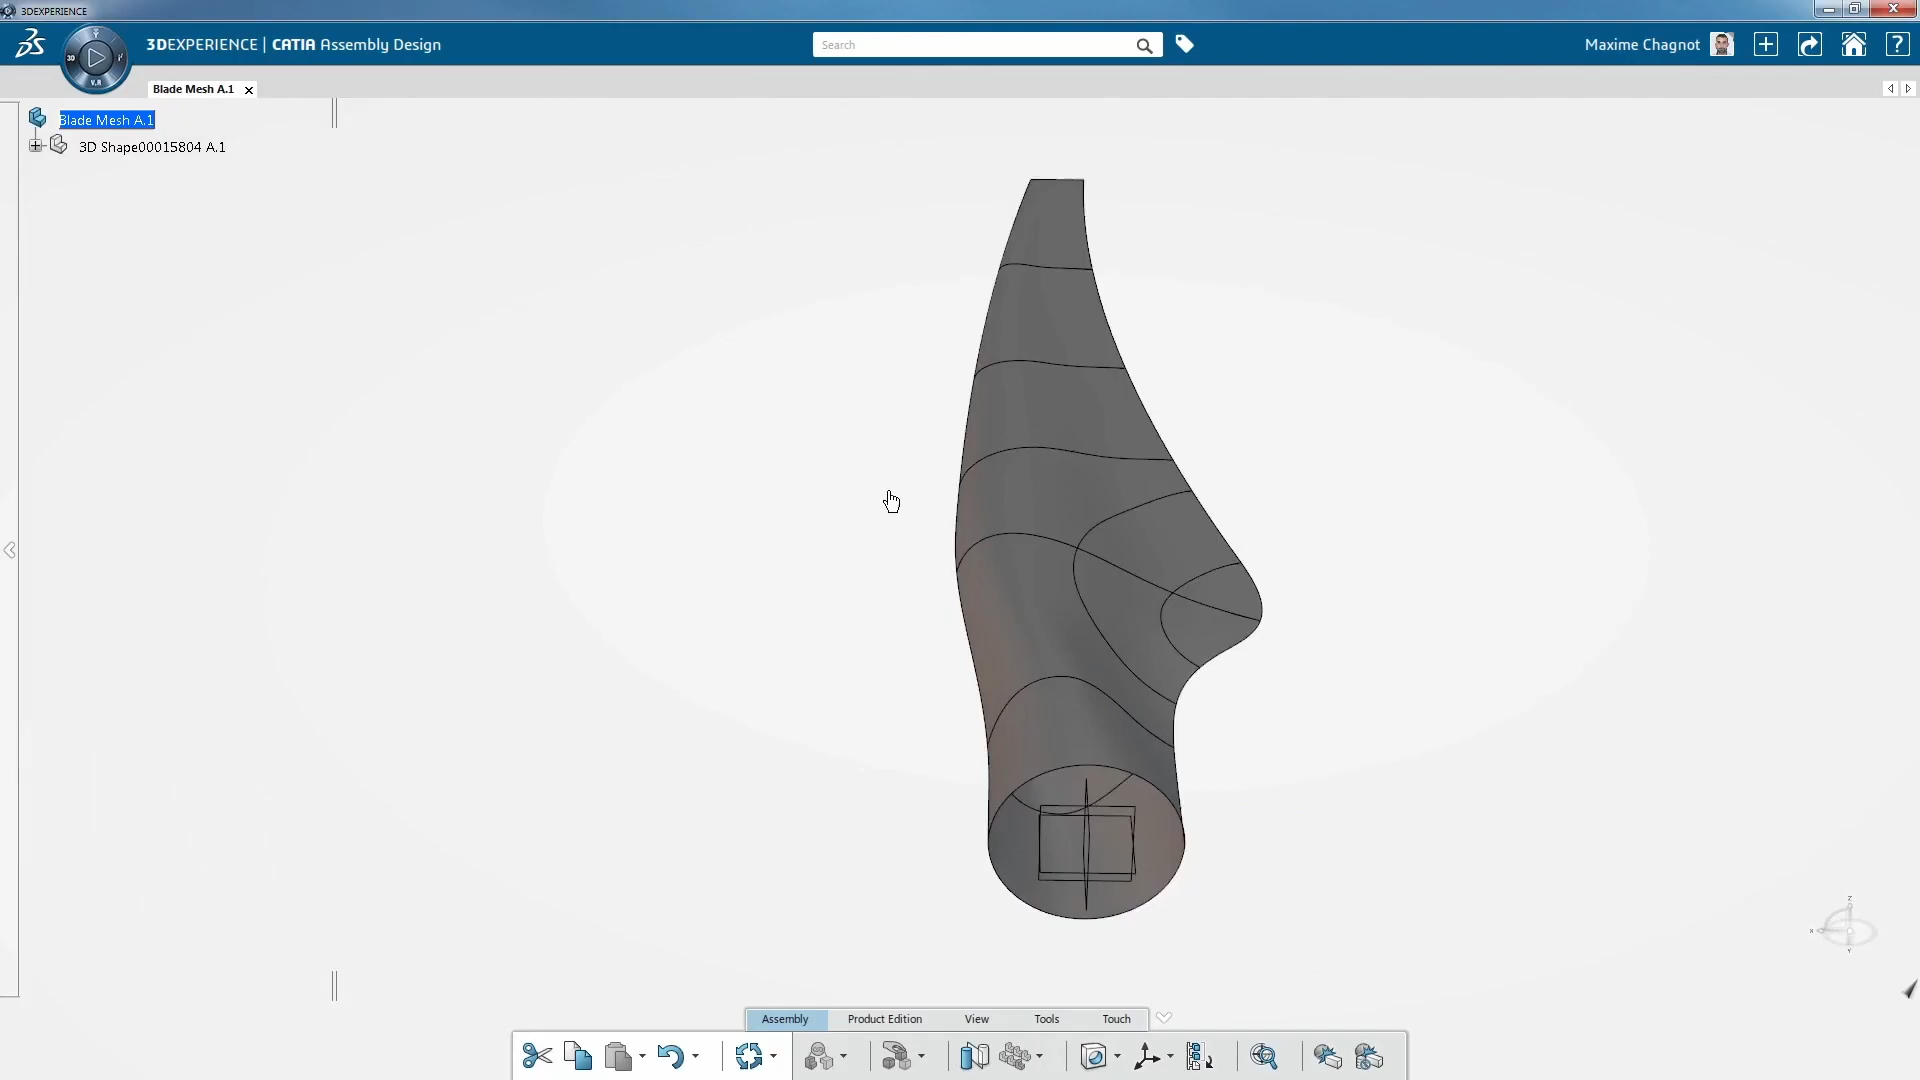 3DEXPERIENCE
3DEXPERIENCE | CATIA Assembly Design
Search
Maxime Chagnot
3D
V.R
Blade Mesh A.1
Blade Mesh A.1
3D Shape00015804 A.1
Z
X
Y
Assembly
Product Edition
View
Tools
Touch